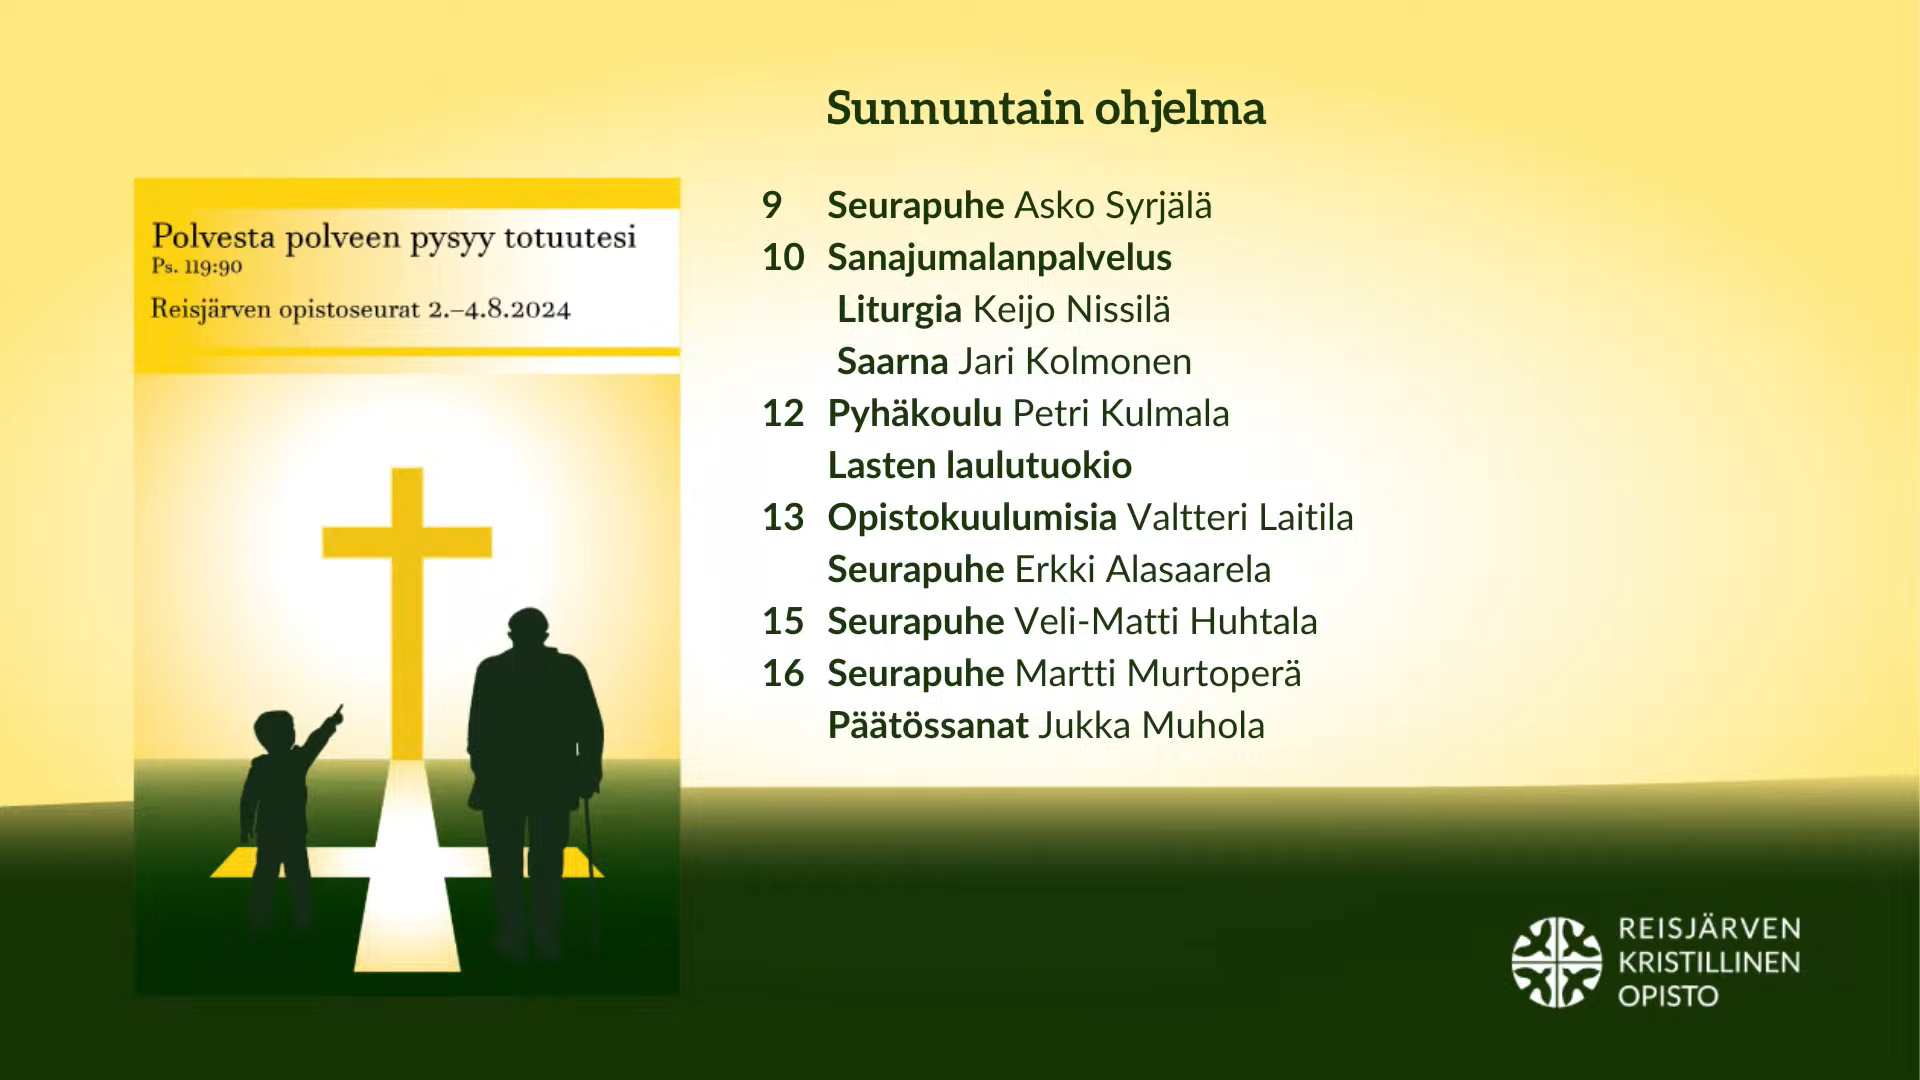 Sunnuntain ohjelma
Polvesta polveen pysyy totuutesi
Ps. 119:90
Reisjärven opistoseurat 2.–4.8.2024
9 Seurapuhe Asko Syrjälä
10 Sanajumalanpalvelus
Liturgia Keijo Nissilä
Saarna Jari Kolmonen
12 Pyhäkoulu Petri Kulmala
Lasten laulutuokio
13 Opistokuulumisia Valtteri Laitila
Seurapuhe Erkki Alasaarela
15 Seurapuhe Veli-Matti Huhtala
16 Seurapuhe Martti Murtoperä
Päätössanat Jukka Muhola
REISJÄRVEN
KRISTILLINEN
OPISTO